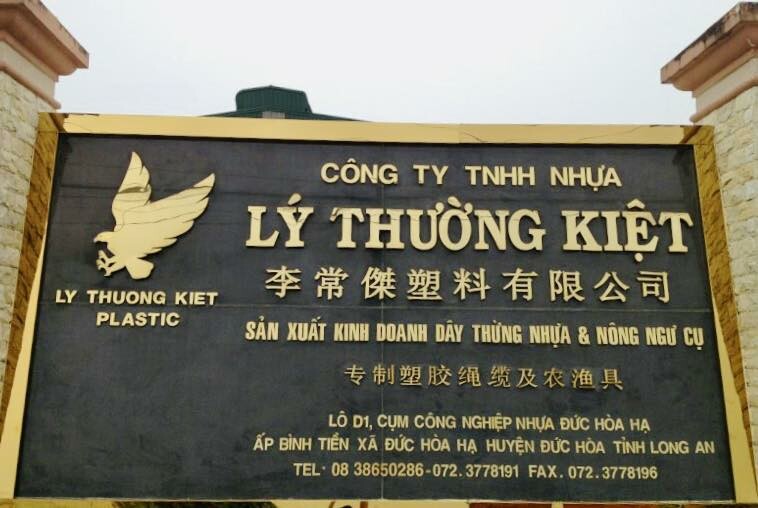 CÔNG TY TNHH NHỰA
LÝ THƯỜNG KIỆT
李常傑塑料有限公司
LY THUONG KIET
PLASTIC
SẢN XUẤT KINH DOANH DÂY THỪNG NHỰA & NÔNG NGƯ CỤ
专制塑胶绳缆及农渔具
LÔ D1, CỤM CÔNG NGHIỆP NHỰA ĐỨC HÒA HẠ
ẤP BÌNH TIỀN XÃ ĐỨC HÒA HẠ HUYỆN ĐỨC HÒA TỈNH LONG AN
TEL: 08 38650286-072.3778191 FAX. 072.3778196